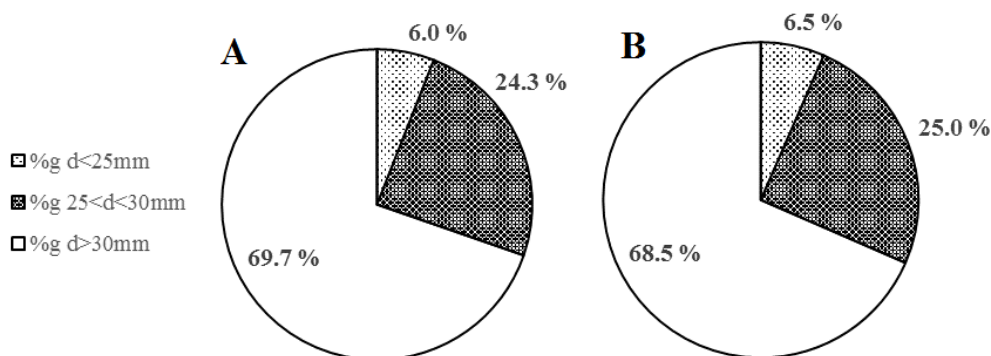 A
6.0 %
24.3 %
69.7 %
B
6.5 %
25.0 %
68.5 %
%g d<25mm
%g 25<d<30mm
%g d>30mm